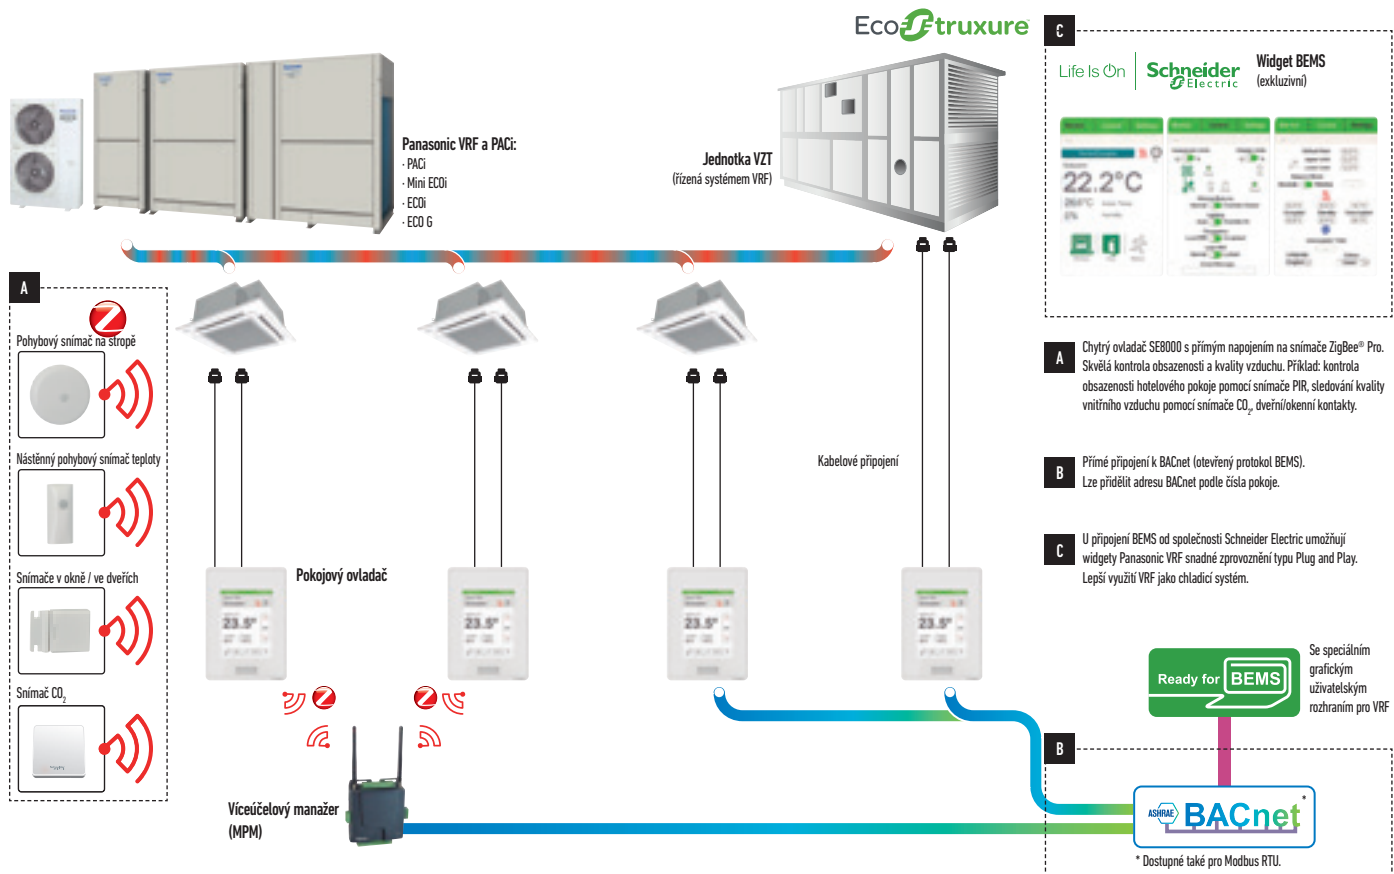 EcoStruxure
Panasonic VRF a PACi:
· PACi
· Mini ECOi
· ECOi
· ECO G
Jednotka VZT
(řízená systémem VRF)
C
Life Is On
Schneider
Electric
Widget BEMS
(exkluzivní)
22.2°C
A
Pohybový snímač na stropě
Nástěnný pohybový snímač teploty
Snímače v okně / ve dveřích
Snímač CO₂
Kabelové připojení
Pokojový ovladač
23.5°
23.5°
23.5°
23.5°
Víceúčelový manažer
(MPM)
A
Chytrý ovladač SE8000 s přímým napojením na snímače ZigBee® Pro.
Skvělá kontrola obsazenosti a kvality vzduchu. Příklad: kontrola
obsazenosti hotelového pokoje pomocí snímače PIR, sledování kvality
vnitřního vzduchu pomocí snímače CO₂, dveřní/okenní kontakty.
B
Přímé připojení k BACnet (otevřený protokol BEMS).
Lze přidělit adresu BACnet podle čísla pokoje.
C
U připojení BEMS od společnosti Schneider Electric umožňují
widgety Panasonic VRF snadné zprovoznění typu Plug and Play.
Lepší využití VRF jako chladicí systém.
Ready for BEMS
Se speciálním
grafickým
uživatelským
rozhraním pro VRF
B
ASHRAE BACnet *
* Dostupné také pro Modbus RTU.